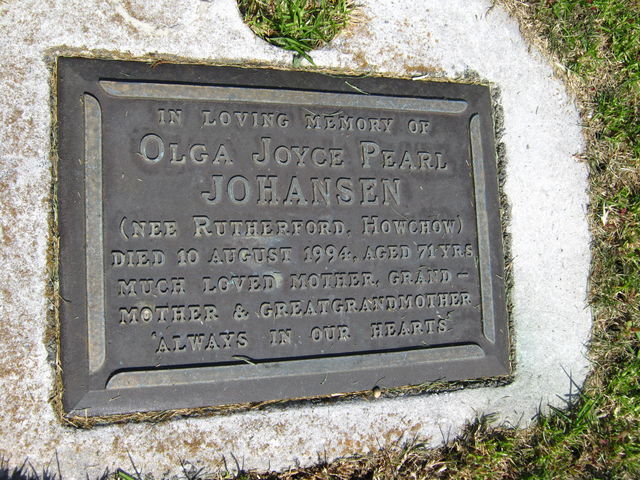 IN LOVING MEMORY OF
OLGA JOYCE PEARL
JOHANSEN
(NEE RUTHERFORD, HOWCHOW)
DIED 10 AUGUST 1994, AGED 71 YRS,
MUCH LOVED MOTHER, GRAND-
MOTHER & GREATGRANDMOTHER
'ALWAYS IN OUR HEARTS'